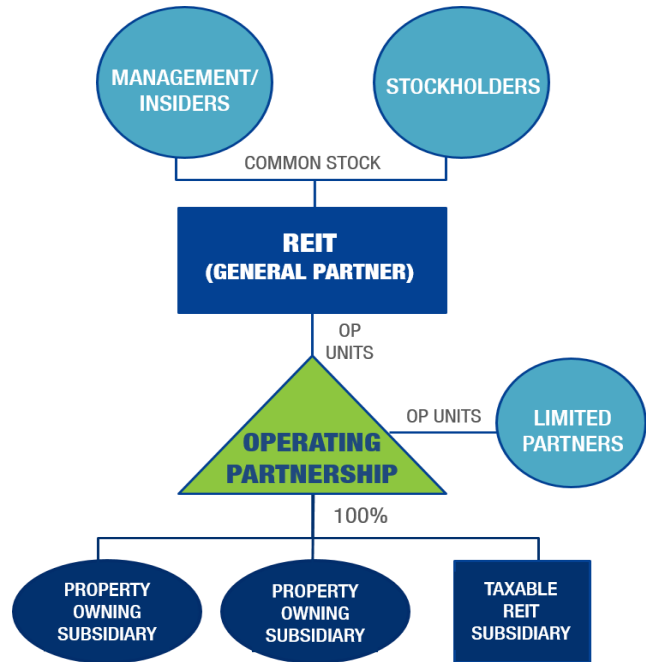 MANAGEMENT/
INSIDERS
STOCKHOLDERS
COMMON STOCK
REIT
(GENERAL PARTNER)
OP
UNITS
OP UNITS
LIMITED
PARTNERS
OPERATING
PARTNERSHIP
100%
PROPERTY
OWNING
SUBSIDIARY
PROPERTY
OWNING
SUBSIDIARY
TAXABLE
REIT
SUBSIDIARY